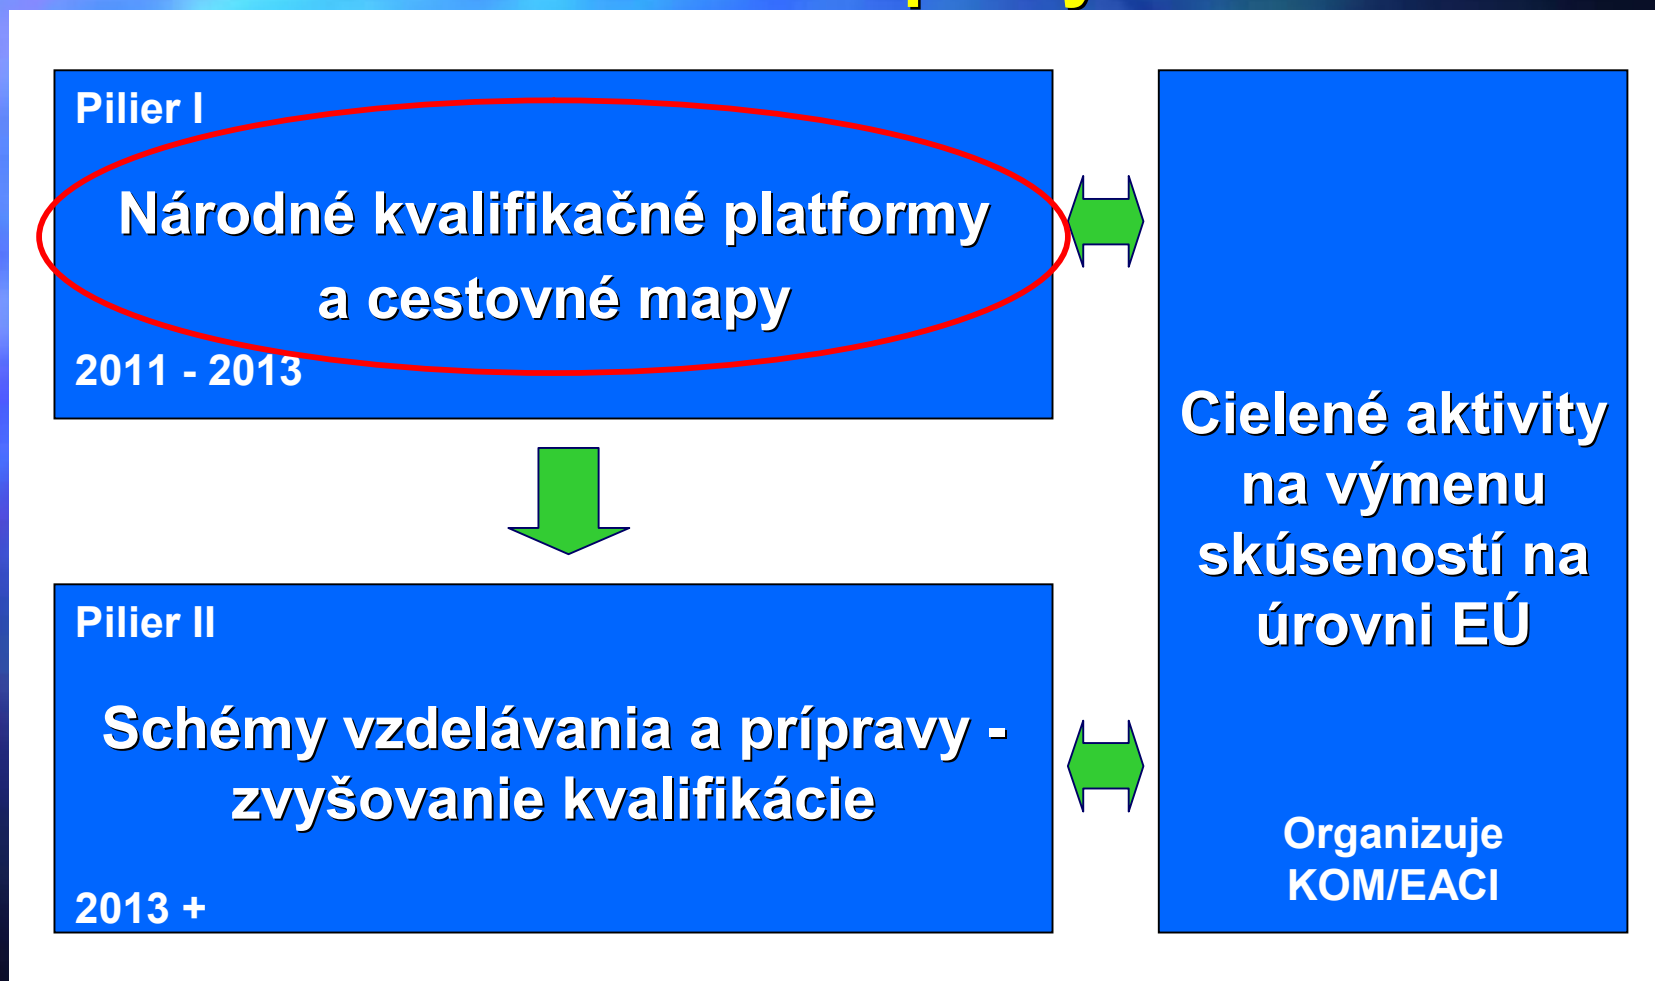 Pilier I
Národné kvalifikačné platformy
a cestovné mapy
2011 - 2013
Pilier II
Schémy vzdelávania a prípravy -
zvyšovanie kvalifikácie
2013 +
Cielené aktivity
na výmenu
skúseností na
úrovni EÚ
Organizuje
KOM/EACI